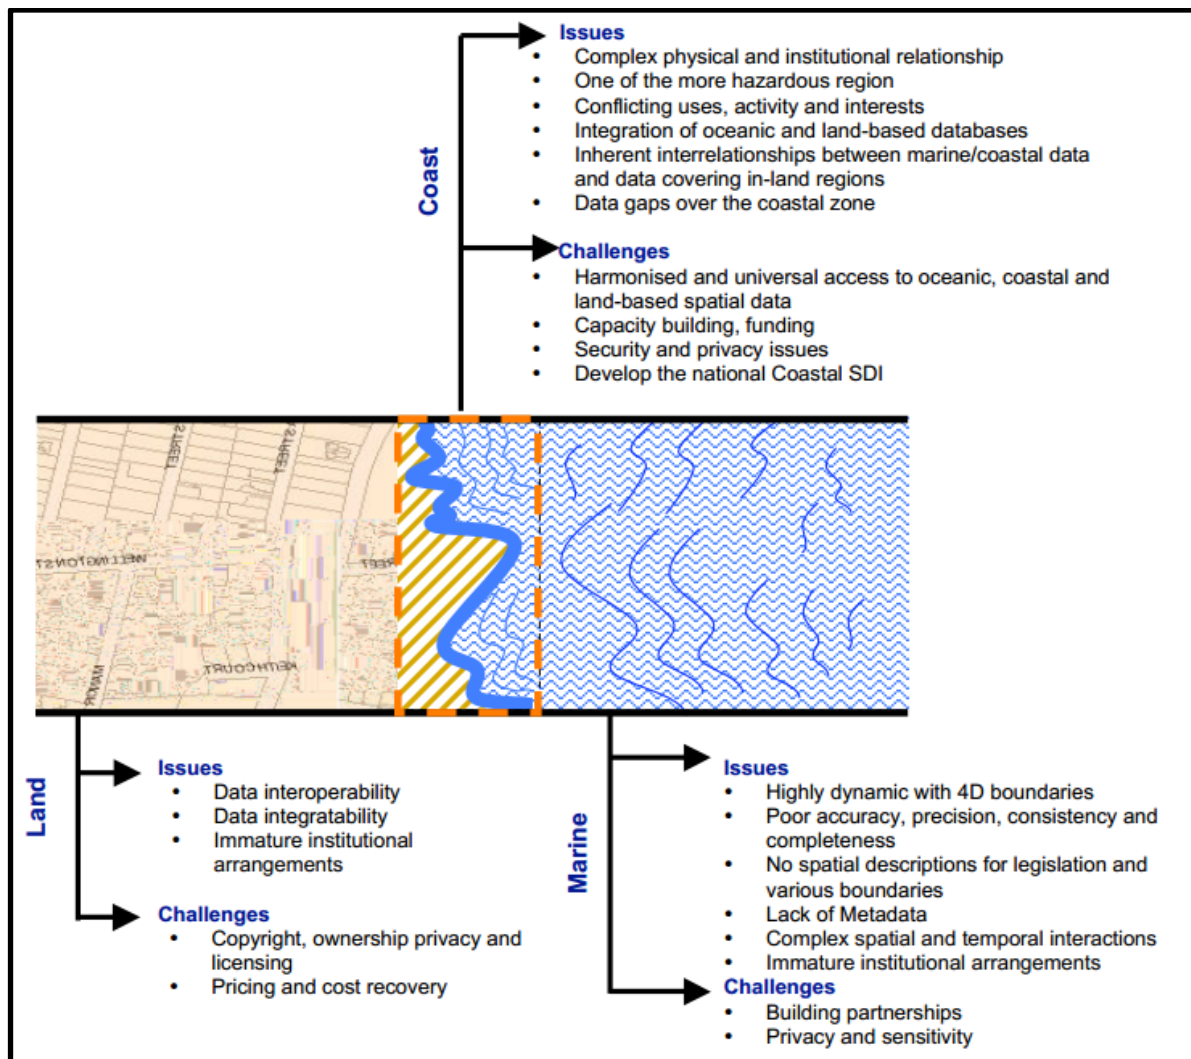 Issues
• Complex physical and institutional relationship
• One of the more hazardous region
• Conflicting uses, activity and interests
• Integration of oceanic and land-based databases
• Inherent interrelationships between marine/coastal data
and data covering in-land regions
• Data gaps over the coastal zone
Coast
Challenges
• Harmonised and universal access to oceanic, coastal and
land-based spatial data
• Capacity building, funding
• Security and privacy issues
• Develop the national Coastal SDI
STREET
STREET
WELLINGTON ST
REET
KEITH COURT
MANOR
Land
Issues
• Data interoperability
• Data integratability
• Immature institutional
arrangements
Challenges
• Copyright, ownership privacy and
licensing
• Pricing and cost recovery
Marine
Issues
• Highly dynamic with 4D boundaries
• Poor accuracy, precision, consistency and
completeness
• No spatial descriptions for legislation and
various boundaries
• Lack of Metadata
• Complex spatial and temporal interactions
• Immature institutional arrangements
Challenges
• Building partnerships
• Privacy and sensitivity